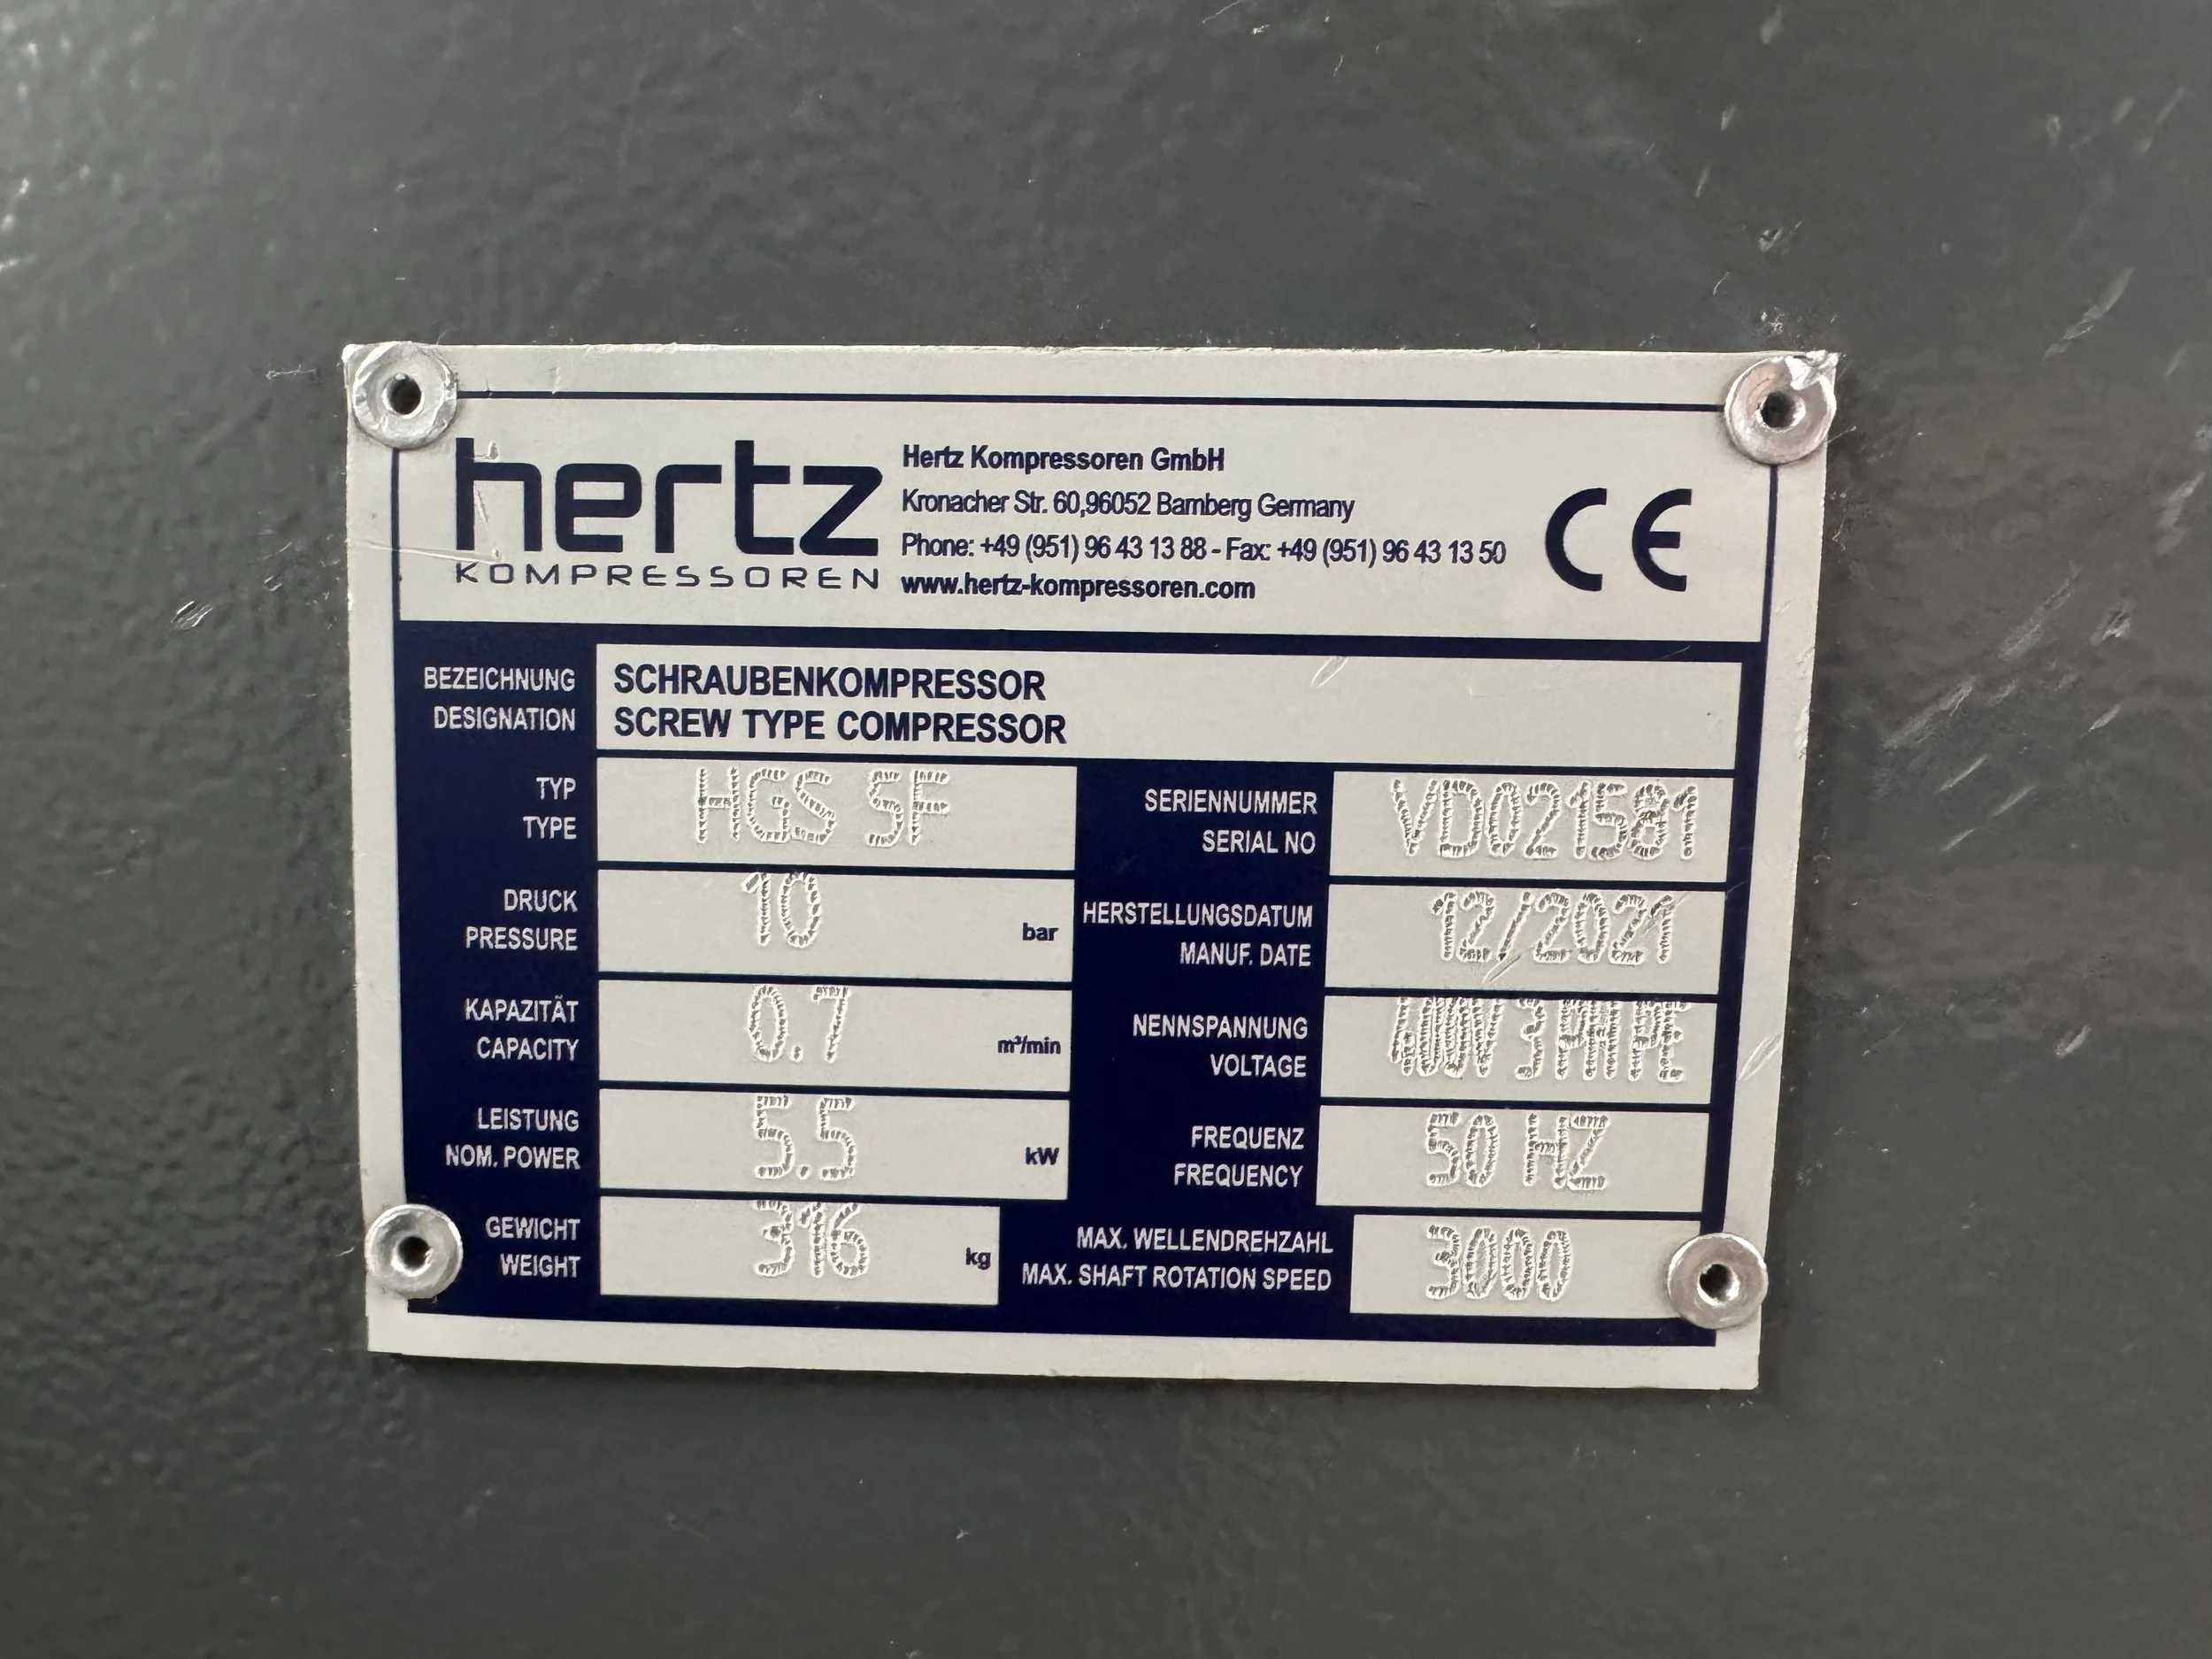 hertz
KOMPRESSOREN
Hertz Kompressoren GmbH
Kronacher Str. 60,96052 Bamberg Germany
Phone: +49 (951) 96 43 13 88 - Fax: +49 (951) 96 43 13 50
www.hertz-kompressoren.com
CE
BEZEICHNUNG
DESIGNATION
SCHRAUBENKOMPRESSOR
SCREW TYPE COMPRESSOR
TYP
TYPE
HGS 5F
SERIENNUMMER
SERIAL NO
VD021581
DRUCK
PRESSURE
10 bar
HERSTELLUNGSDATUM
MANUF. DATE
12/2021
KAPAZITÄT
CAPACITY
0.7 m³/min
NENNSPANNUNG
VOLTAGE
400V 3 PH PE
LEISTUNG
NOM. POWER
5.5 kW
FREQUENZ
FREQUENCY
50 HZ
GEWICHT
WEIGHT
316 kg
MAX. WELLENDREHZAHL
MAX. SHAFT ROTATION SPEED
3000